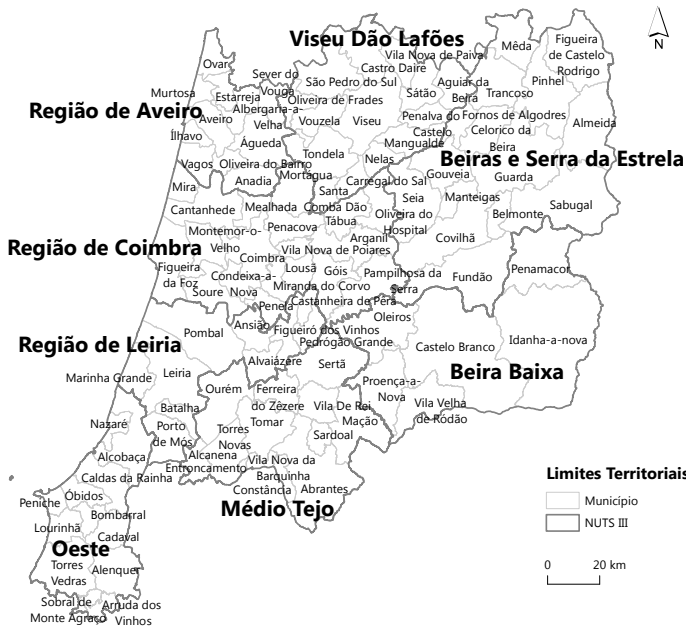 Viseu Dão Lafões
N
Mêda
Figueira
de Castelo
Rodrigo
Ovar
Vila Nova de Paiva
Castro Daire
Sever do
Vouga
São Pedro do Sul
Aguiar da
Beira
Pinhel
Murtosa
Estarreja
Oliveira de Frades
Sátão
Trancoso
Região de Aveiro
Albergaria-a-
Velha
Aveiro
Vouzela
Viseu
Penalva do
Castelo
Fornos de Algodres
Almeida
Ílhavo
Águeda
Mangualde
Celorico da
Beira
Vagos
Oliveira do Bairro
Tondela
Nelas
Beiras e Serra da Estrela
Anadia
Mortágua
Carregal do Sal
Gouveia
Guarda
Mira
Santa
Comba Dão
Seia
Manteigas
Sabugal
Cantanhede
Mealhada
Tábua
Oliveira do
Hospital
Belmonte
Montemor-o-
Velho
Penacova
Arganil
Covilhã
Região de Coimbra
Coimbra
Vila Nova de Poiares
Figueira
da Foz
Condeixa-a-
Nova
Lousã
Góis
Pampilhosa da
Serra
Fundão
Penamacor
Soure
Miranda do Corvo
Penela
Castanheira de Pêra
Oleiros
Pombal
Ansião
Figueiró dos Vinhos
Pedrógão Grande
Castelo Branco
Idanha-a-nova
Região de Leiria
Alvaiázere
Sertã
Beira Baixa
Marinha Grande
Leiria
Ourém
Ferreira
do Zêzere
Proença-a-
Nova
Batalha
Vila De Rei
Vila Velha
de Ródão
Nazaré
Porto
de Mós
Torres
Novas
Tomar
Mação
Sardoal
Alcobaça
Alcanena
Entroncamento
Vila Nova da
Barquinha
Caldas da Rainha
Constância
Abrantes
Peniche
Óbidos
Médio Tejo
Bombarral
Lourinhã
Cadaval
Oeste
Torres
Vedras
Alenquer
Sobral de
Monte Agraço
Arruda dos
Vinhos
Limites Territoriais
Município
NUTS III
0 20 km